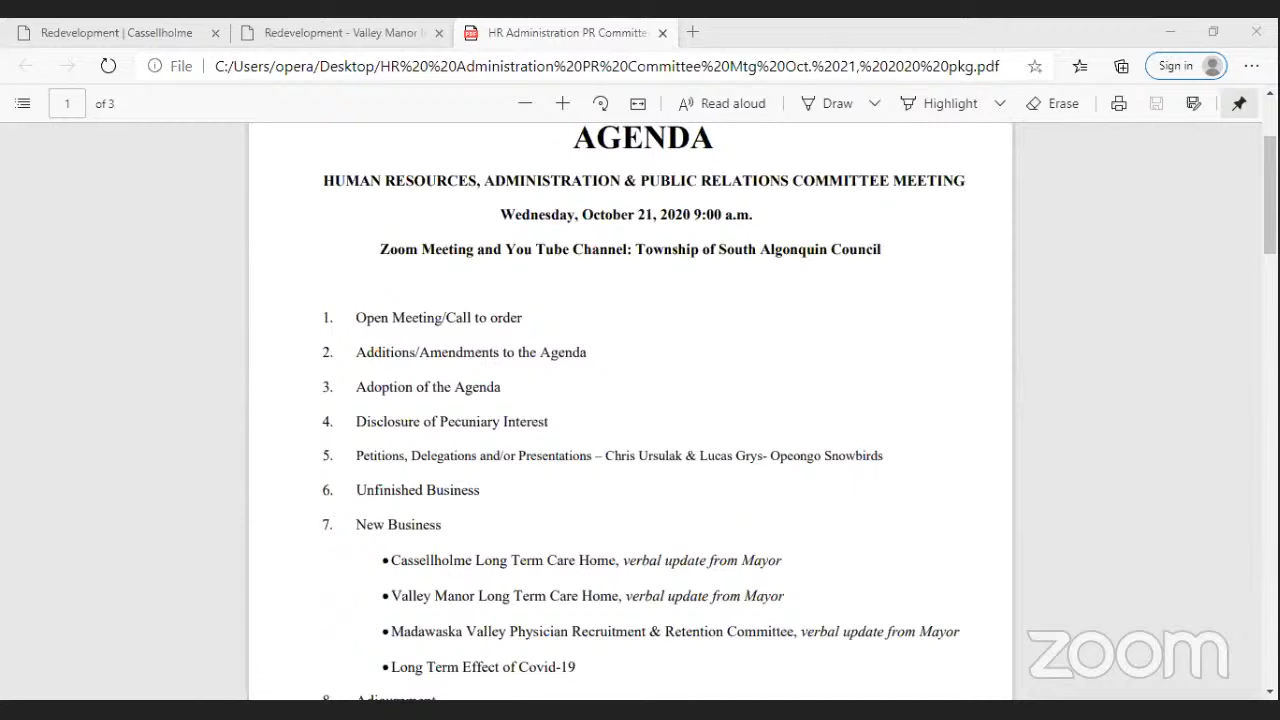 Redevelopment | Cassellholme
Redevelopment - Valley Manor
HR Administration PR Committe
File
C:/Users/opera/Desktop/HR%20%20Administration%20PR%20Committee%20Mtg%20Oct.%2021,%202020%20pkg.pdf
Sign in
1 of 3
Read aloud
Draw
Highlight
Erase
AGENDA
HUMAN RESOURCES, ADMINISTRATION & PUBLIC RELATIONS COMMITTEE MEETING
Wednesday, October 21, 2020 9:00 a.m.
Zoom Meeting and You Tube Channel: Township of South Algonquin Council
1. Open Meeting/Call to order
2. Additions/Amendments to the Agenda
3. Adoption of the Agenda
4. Disclosure of Pecuniary Interest
5. Petitions, Delegations and/or Presentations – Chris Ursulak & Lucas Grys- Opeongo Snowbirds
6. Unfinished Business
7. New Business
• Cassellholme Long Term Care Home, verbal update from Mayor
• Valley Manor Long Term Care Home, verbal update from Mayor
• Madawaska Valley Physician Recruitment & Retention Committee, verbal update from Mayor
• Long Term Effect of Covid-19
zoom